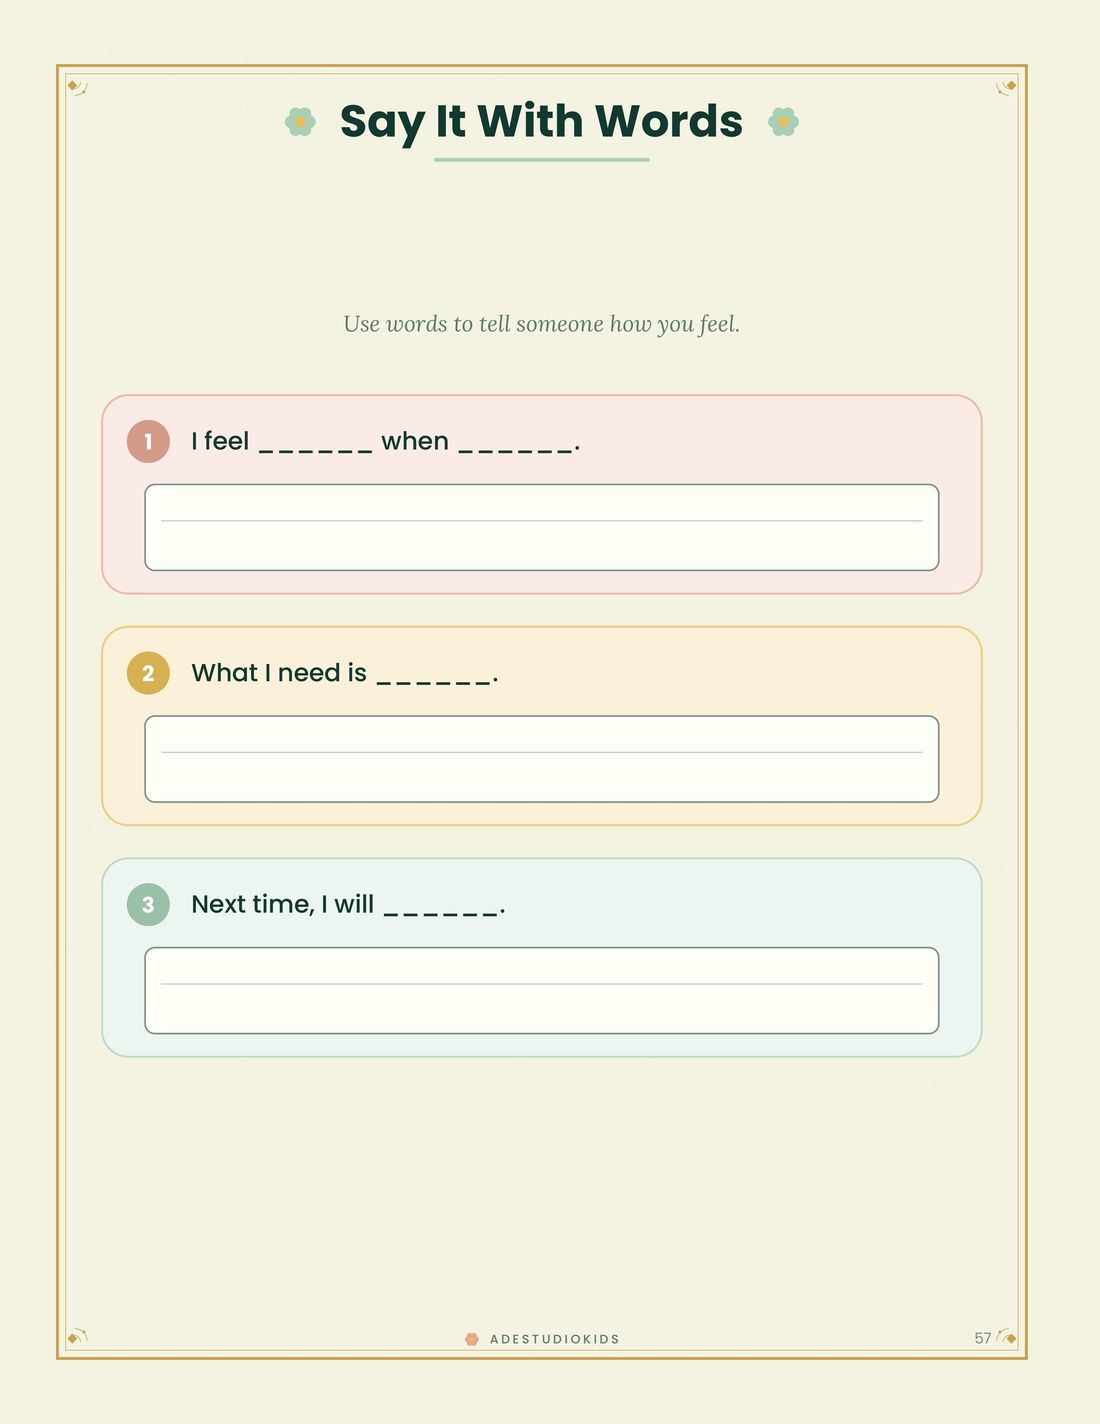 Say It With Words
Use words to tell someone how you feel.
1 I feel ______ when ______.
2 What I need is ______.
3 Next time, I will ______.
ADESTUDIOKIDS
57